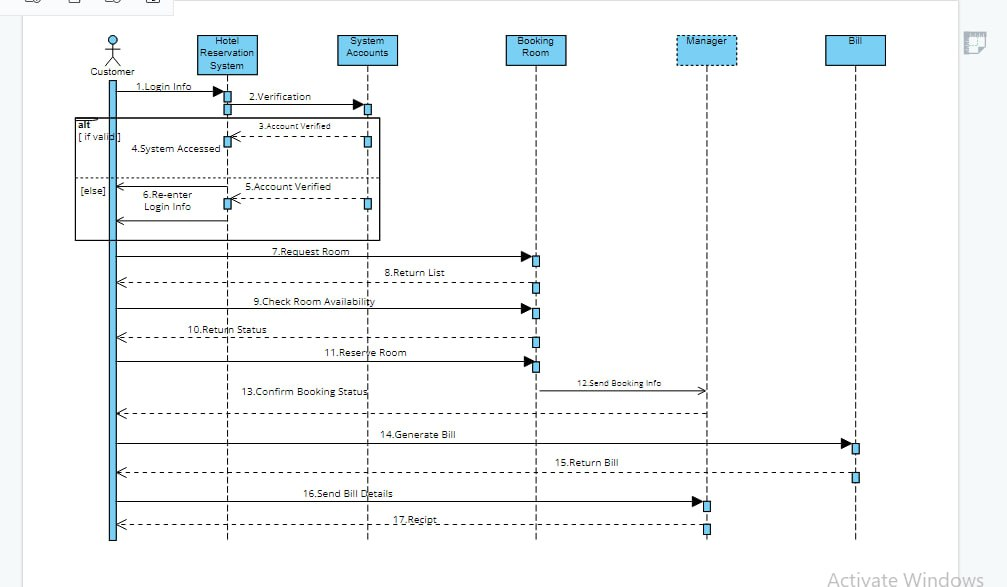 Hotel
Reservation
System
System
Accounts
Booking
Room
Manager
Bill
Customer
1.Login Info
2.Verification
alt
[ if valid ]
3.Account Verified
4.System Accessed
[else]
5.Account Verified
6.Re-enter
Login Info
7.Request Room
8.Return List
9.Check Room Availability
10.Return Status
11.Reserve Room
12.Send Booking Info
13.Confirm Booking Status
14.Generate Bill
15.Return Bill
16.Send Bill Details
17.Recipt
Activate Windows